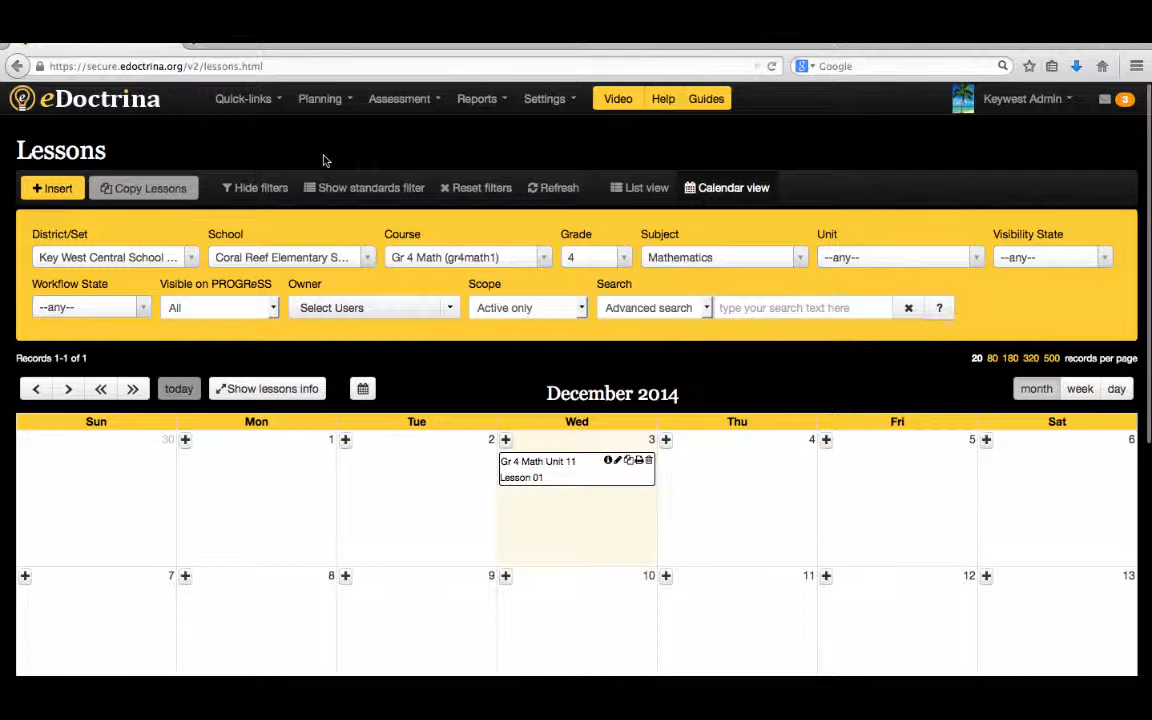 https://secure.edoctrina.org/v2/lessons.html
Google
eDoctrina
Quick-links
Planning
Assessment
Reports
Settings
Video
Help
Guides
Keywest Admin
3
Lessons
Insert
Copy Lessons
Hide filters
Show standards filter
Reset filters
Refresh
List view
Calendar view
District/Set
School
Course
Grade
Subject
Unit
Visibility State
Key West Central School ...
Coral Reef Elementary S...
Gr 4 Math (gr4math1)
4
Mathematics
--any--
--any--
Workflow State
Visible on PROGReSS
Owner
Scope
Search
--any--
All
Select Users
Active only
Advanced search
type your search text here
?
Records 1-1 of 1
20 80 180 320 500 records per page
today
Show lessons info
December 2014
month
week
day
Sun Mon Tue Wed Thu Fri Sat
30 1 2 3 4 5 6
Gr 4 Math Unit 11
Lesson 01
7 8 9 10 11 12 13